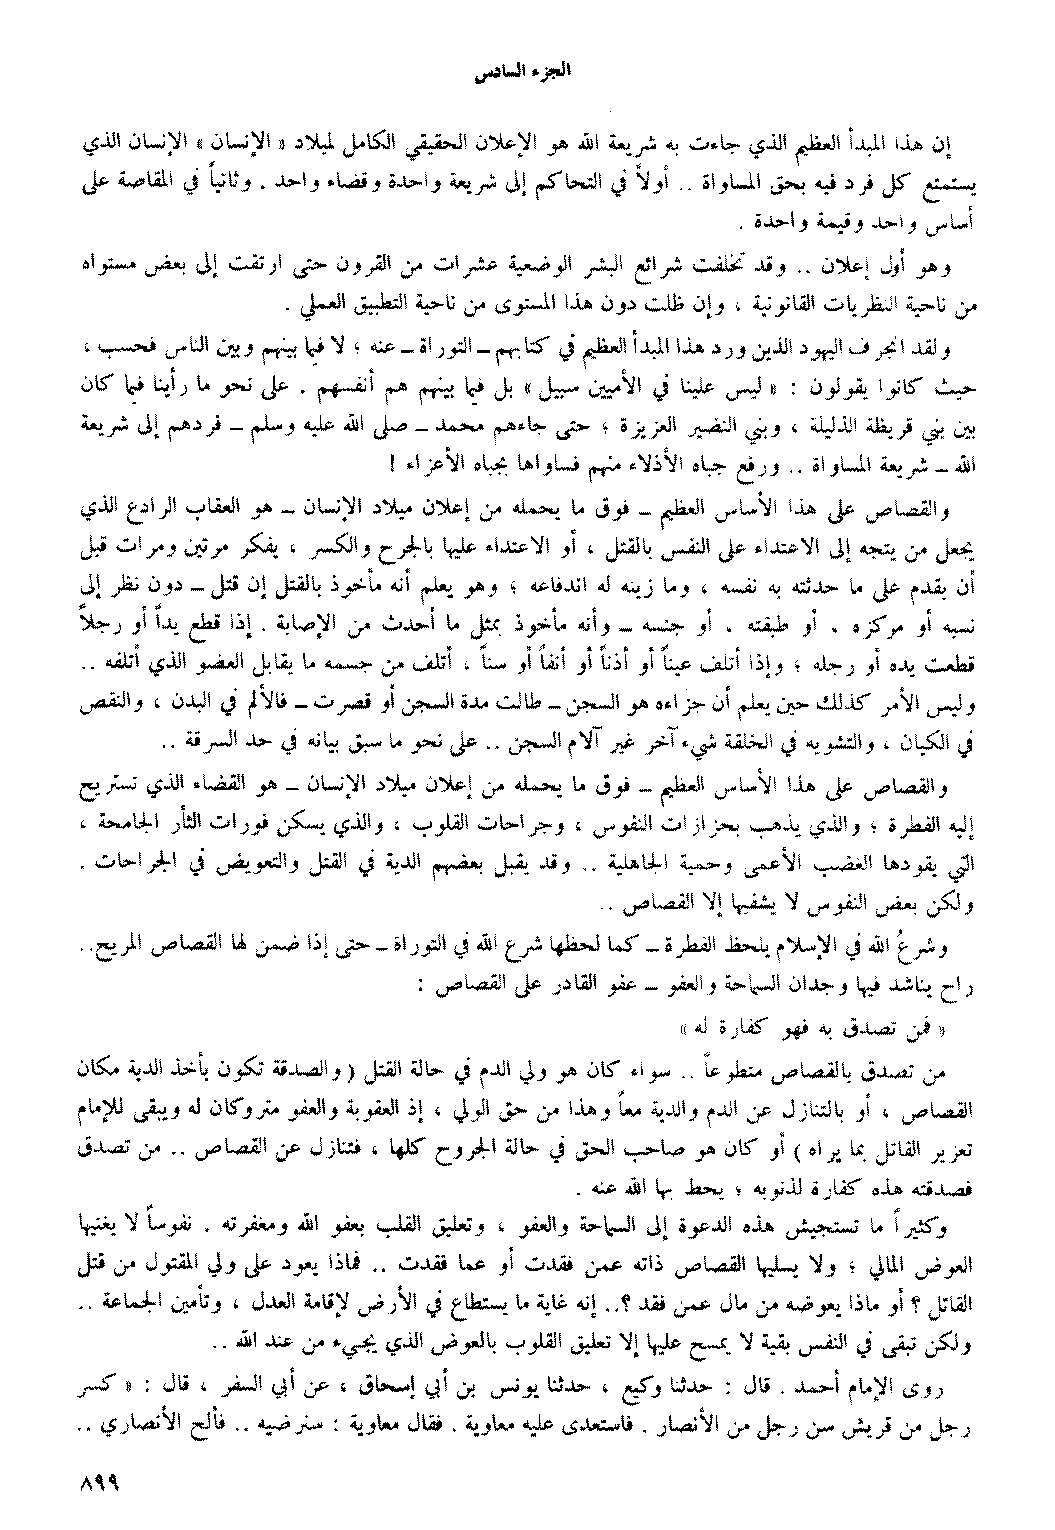 الجزء السادس
إن هذا المبدأ العظيم الذي جاءت به شريعة الله هو الإعلان الحقيقي الكامل لميلاد « الإنسان » الإنسان الذي
يستمتع كل فرد فيه بحق المساواة .. أولاً في التحاكم إلى شريعة واحدة وقضاء واحد . وثانياً في المقاصة على
أساس واحد وقيمة واحدة .
وهو أول إعلان .. وقد تخلفت شرائع البشر الوضعية عشرات من القرون حتى ارتقت إلى بعض مستواه
من ناحية النظريات القانونية ، وإن ظلت دون هذا المستوى من ناحية التطبيق العملي .
ولقد انحرف اليهود الذين ورد هذا المبدأ العظيم في كتابهم – التوراة – عنه ؛ لا فيما بينهم وبين الناس فحسب ،
حيث كانوا يقولون : « ليس علينا في الأميين سبيل » بل فيما بينهم هم أنفسهم . على نحو ما رأينا فيما كان
بين بني قريظة الذليلة ، وبني النضير العزيزة ؛ حتى جاءهم محمد – صلى الله عليه وسلم – فردهم إلى شريعة
الله – شريعة المساواة .. ورفع جباه الأذلاء منهم فساواها بجباه الأعزاء !
والقصاص على هذا الأساس العظيم – فوق ما يحمله من إعلان ميلاد الإنسان – هو العقاب الرادع الذي
يجعل من يتجه إلى الاعتداء على النفس بالقتل ، أو الاعتداء عليها بالجرح والكسر ، يفكر مرتين ومرات قبل
أن يقدم على ما حدثته به نفسه ، وما زينه له اندفاعه ؛ وهو يعلم أنه مأخوذ بالقتل إن قتل – دون نظر إلى
نسبه أو مركزه . أو طبقته . أو جنسه – وأنه مأخوذ بمثل ما أحدث من الإصابة . إذا قطع يداً أو رجلاً
قطعت يده أو رجله ؛ وإذا أتلف عيناً أو أذناً أو أنفاً أو سناً ، أتلف من جسمه ما يقابل العضو الذي أتلفه ..
وليس الأمر كذلك حين يعلم أن جزاءه هو السجن – طالت مدة السجن أو قصرت – فالألم في البدن ، والنقص
في الكيان ، والتشويه في الخلقة شيء آخر غير آلام السجن .. على نحو ما سبق بيانه في حد السرقة ..
والقصاص على هذا الأساس العظيم – فوق ما يحمله من إعلان ميلاد الإنسان – هو القضاء الذي تستريح
إليه الفطرة ؛ والذي يذهب بحزازات النفوس ، وجراحات القلوب ، والذي يسكن فورات الثأر الجامحة ،
التي يقودها الغضب الأعمى وحمية الجاهلية .. وقد يقبل بعضهم الدية في القتل والتعويض في الجراحات .
ولكن بعض النفوس لا يشفيها إلا القصاص ..
وشرعُ الله في الإسلام يلحظ الفطرة – كما لحظها شرع الله في التوراة – حتى إذا ضمن لها القصاص المريح..
راح يناشد فيها وجدان السماحة والعفو – عفو القادر على القصاص :
« فمن تصدق به فهو كفارة له »
من تصدق بالقصاص متطوعاً .. سواء كان هو ولي الدم في حالة القتل ( والصدقة تكون بأخذ الدية مكان
القصاص ، أو بالتنازل عن الدم والدية معاً وهذا من حق الولي ، إذ العقوبة والعفو متروكان له ويبقى للإمام
تعزير القاتل بما يراه ) أو كان هو صاحب الحق في حالة الجروح كلها ، فتنازل عن القصاص .. من تصدق
فصدقته هذه كفارة لذنوبه ؛ يحط بها الله عنه .
وكثيراً ما تستجيش هذه الدعوة إلى السماحة والعفو ، وتعليق القلب بعفو الله ومغفرته . نفوساً لا يغنيها
العوض المالي ؛ ولا يسليها القصاص ذاته عمن فقدت أو عما فقدت .. فماذا يعود على ولي المقتول من قتل
القاتل ؟ أو ماذا يعوضه من مال عمن فقد ؟.. إنه غاية ما يستطاع في الأرض لإقامة العدل ، وتأمين الجماعة ..
ولكن تبقى في النفس بقية لا يمسح عليها إلا تعليق القلوب بالعوض الذي يجيء من عند الله ..
روى الإمام أحمد . قال : حدثنا وكيع ، حدثنا يونس بن أبي إسحاق ، عن أبي السفر ، قال : « كسر
رجل من قريش سن رجل من الأنصار . فاستعدى عليه معاوية . فقال معاوية : سنرضيه .. فألح الأنصاري ..
٨٩٩